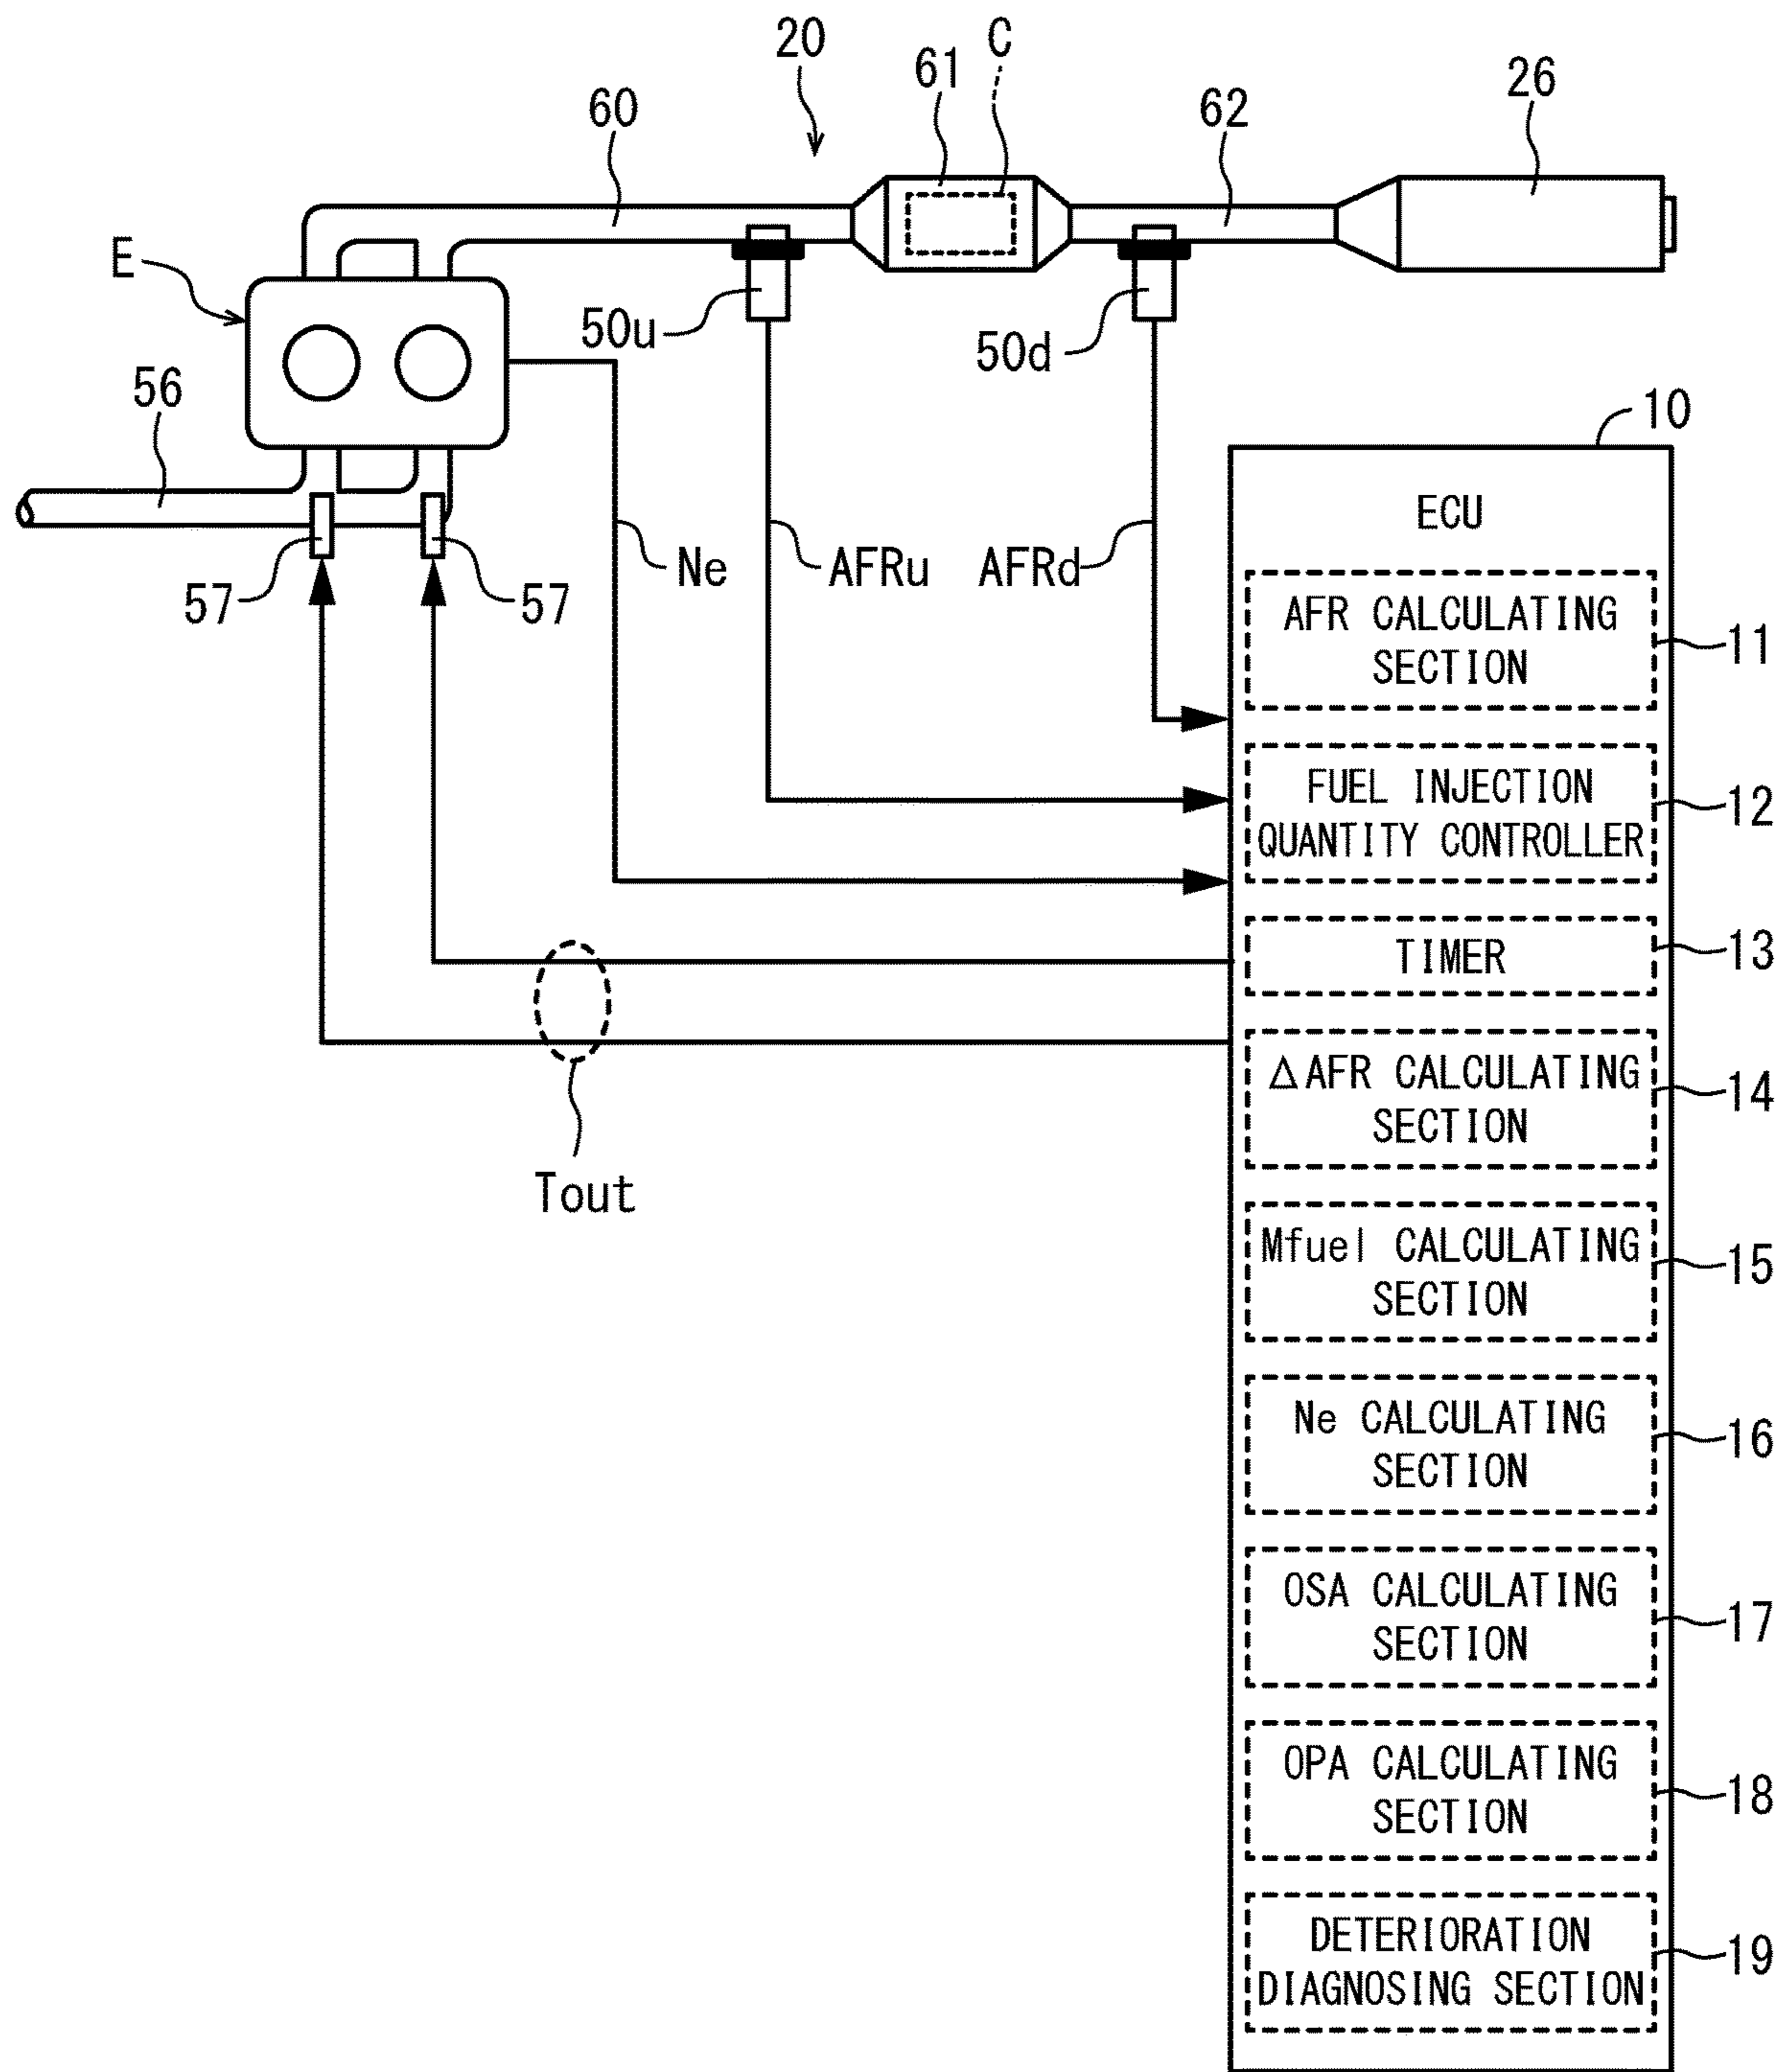 20
C
61
26
60
62
E
50u
50d
56
10
ECU
57
57
Ne
AFRu
AFRd
AFR CALCULATING
SECTION
11
FUEL INJECTION
QUANTITY CONTROLLER
12
TIMER
13
△AFR CALCULATING
SECTION
14
Tout
Mfuel CALCULATING
SECTION
15
Ne CALCULATING
SECTION
16
OSA CALCULATING
SECTION
17
OPA CALCULATING
SECTION
18
DETERIORATION
DIAGNOSING SECTION
19